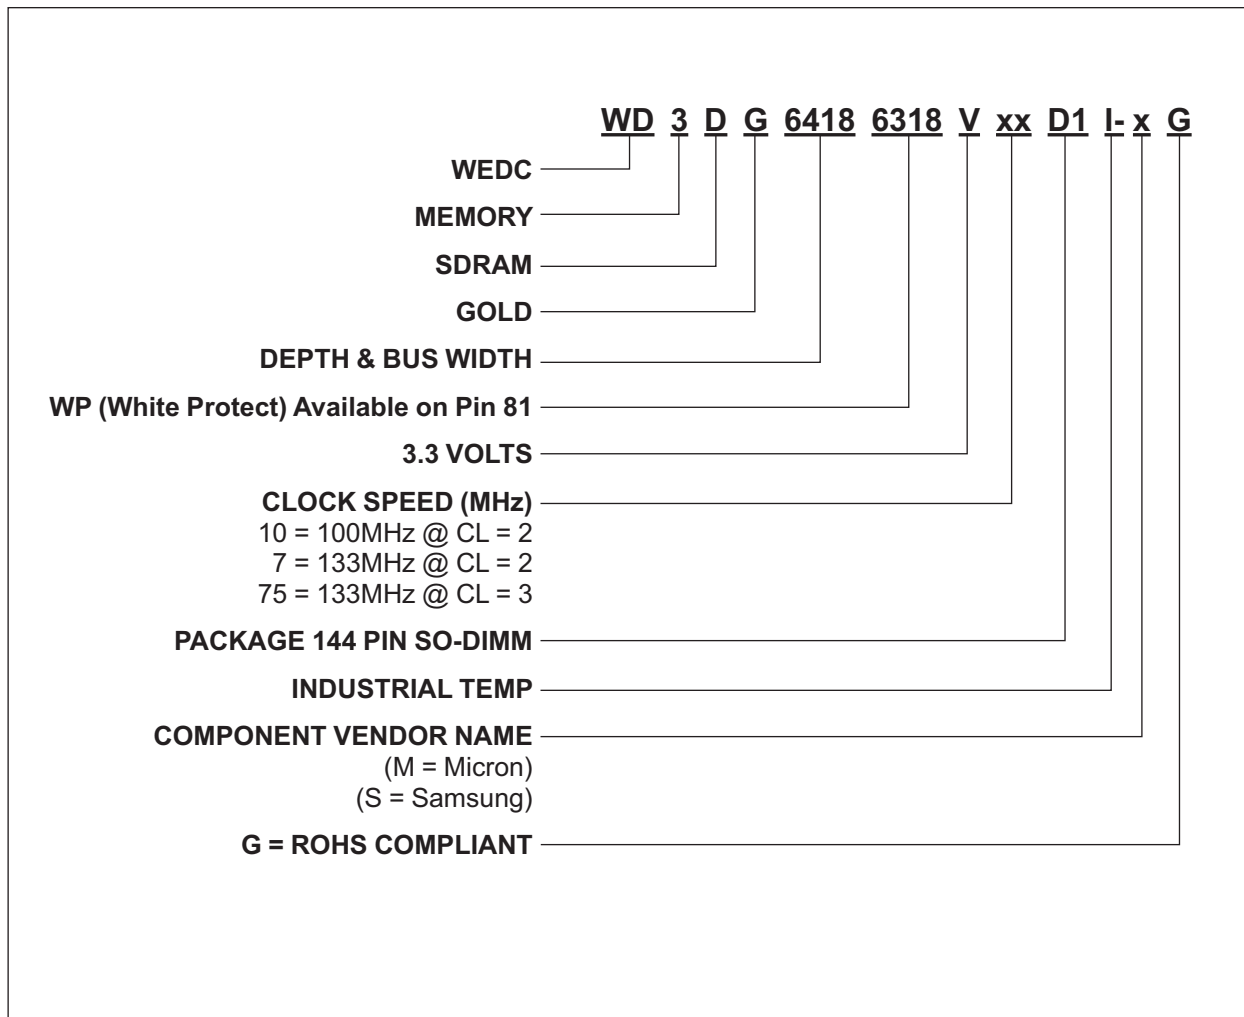 WD 3 D G 6418 6318 V xx D1 I- x G
WEDC
MEMORY
SDRAM
GOLD
DEPTH & BUS WIDTH
WP (White Protect) Available on Pin 81
3.3 VOLTS
CLOCK SPEED (MHz)
10 = 100MHz @ CL = 2
7 = 133MHz @ CL = 2
75 = 133MHz @ CL = 3
PACKAGE 144 PIN SO-DIMM
INDUSTRIAL TEMP
COMPONENT VENDOR NAME
(M = Micron)
(S = Samsung)
G = ROHS COMPLIANT